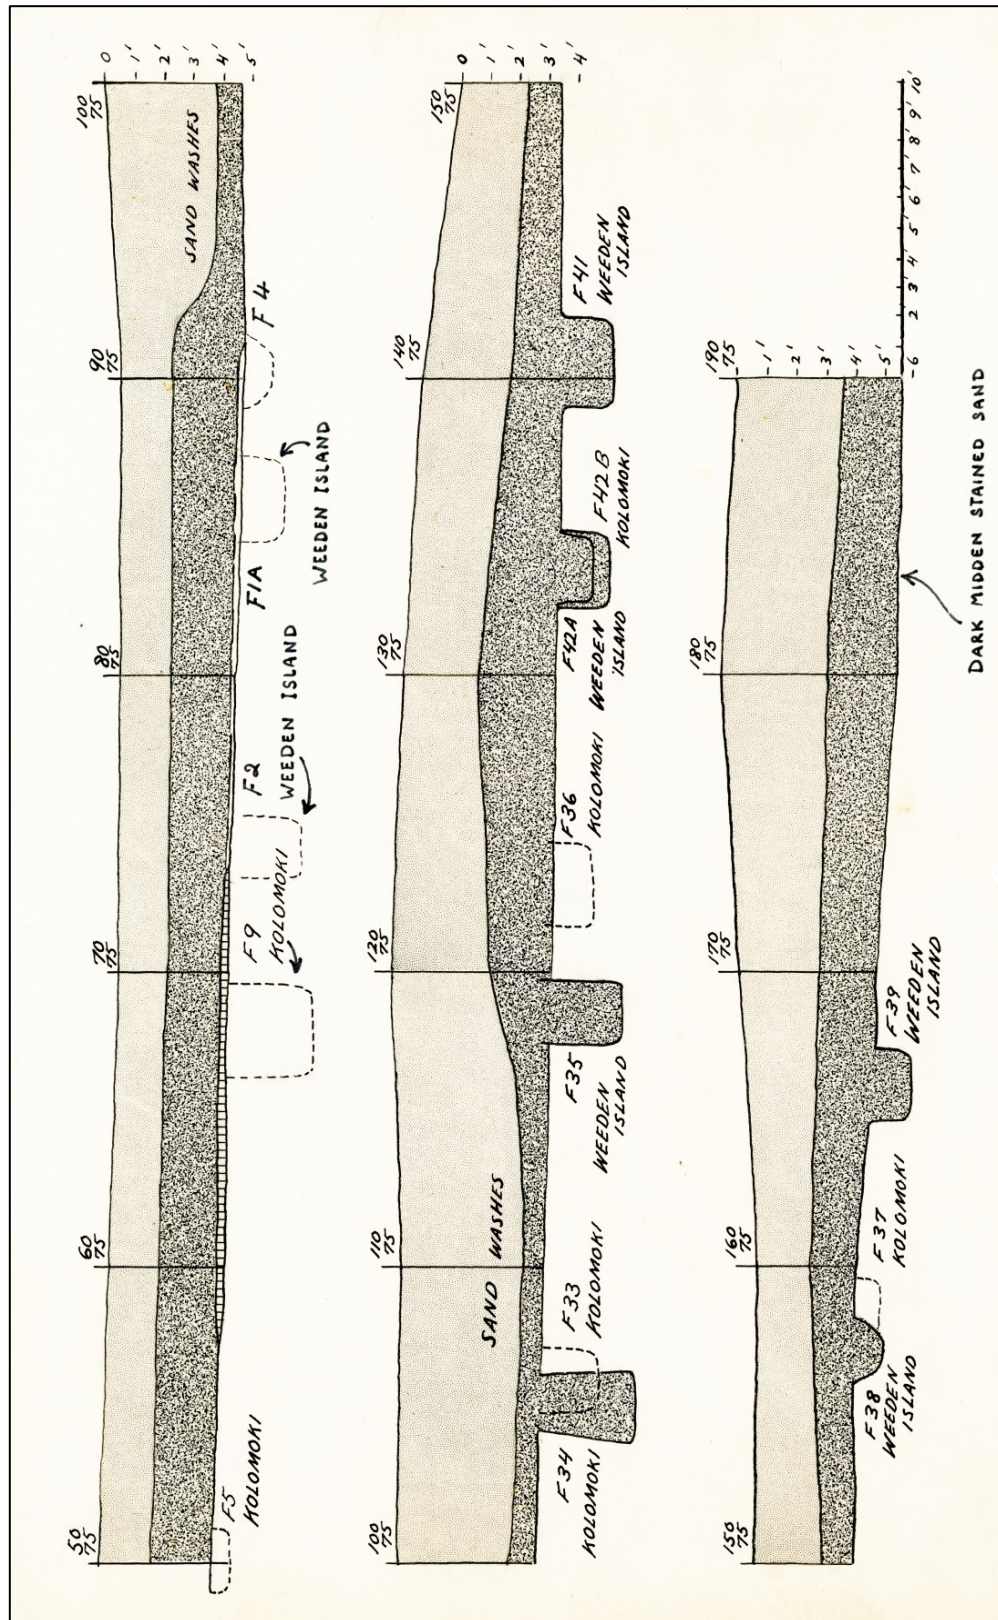 50
75
60
75
70
75
80
75
90
75
100
75
0
-1'
-2'
-3'
-4'
-5'
SAND WASHES
F5
KOLOMOKI
F9
KOLOMOKI
F2
WEEDEN ISLAND
F1A
WEEDEN ISLAND
F4
100
75
110
75
120
75
130
75
140
75
150
75
0
-1'
-2'
-3'
-4'
SAND WASHES
F34
KOLOMOKI
F33
KOLOMOKI
F35
WEEDEN
ISLAND
F36
KOLOMOKI
F42A
WEEDEN
ISLAND
F42B
KOLOMOKI
F41
WEEDEN
ISLAND
150
75
160
75
170
75
180
75
190
75
-1'
-2'
-3'
-4'
-5'
-6
2 3' 4' 5' 6' 7' 8' 9' 10'
F38
WEEDEN
ISLAND
F37
KOLOMOKI
F39
WEEDEN
ISLAND
DARK MIDDEN STAINED SAND